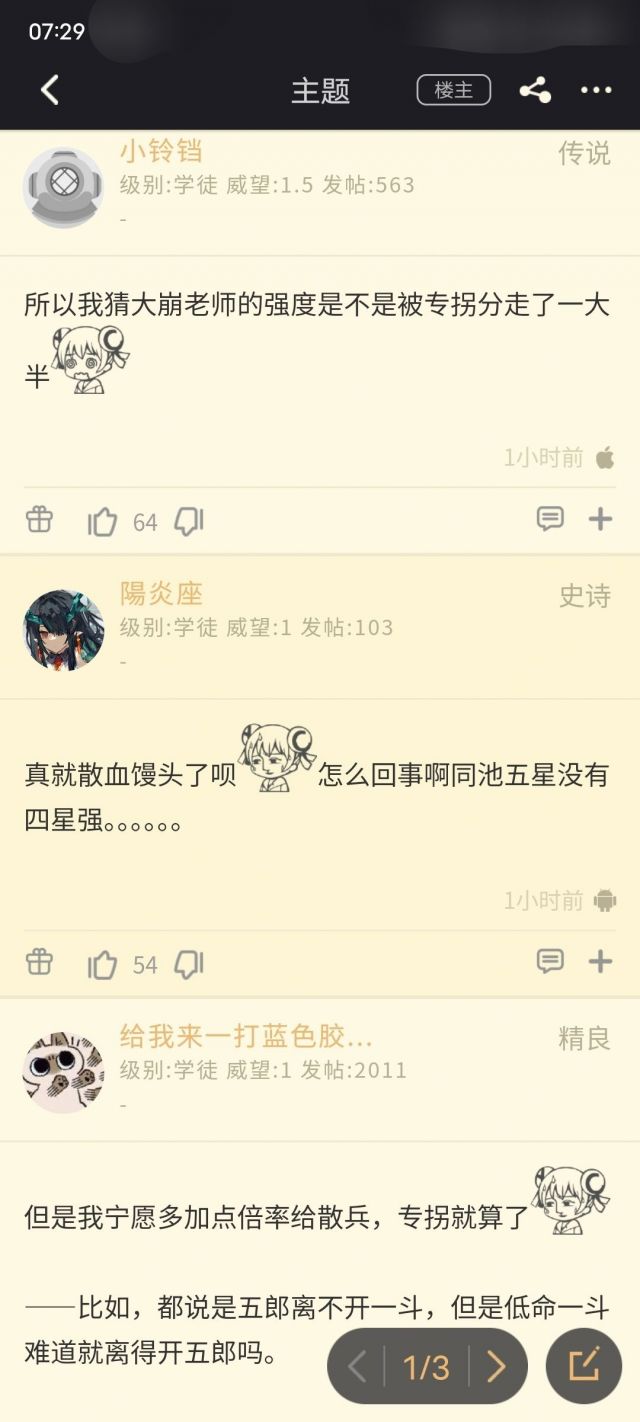 07:29
主题
楼主
小铃铛
传说
级别:学徒 威望:1.5 发帖:563
-
所以我猜大崩老师的强度是不是被专拐分走了一大
半
1小时前
64
陽炎座
史诗
级别:学徒 威望:1 发帖:103
-
真就散血馒头了呗 怎么回事啊同池五星没有
四星强。。。。。。
1小时前
54
给我来一打蓝色胶...
精良
级别:学徒 威望:1 发帖:2011
-
但是我宁愿多加点倍率给散兵，专拐就算了
——比如，都说是五郎离不开一斗，但是低命一斗
难道就离得开五郎吗。
1/3